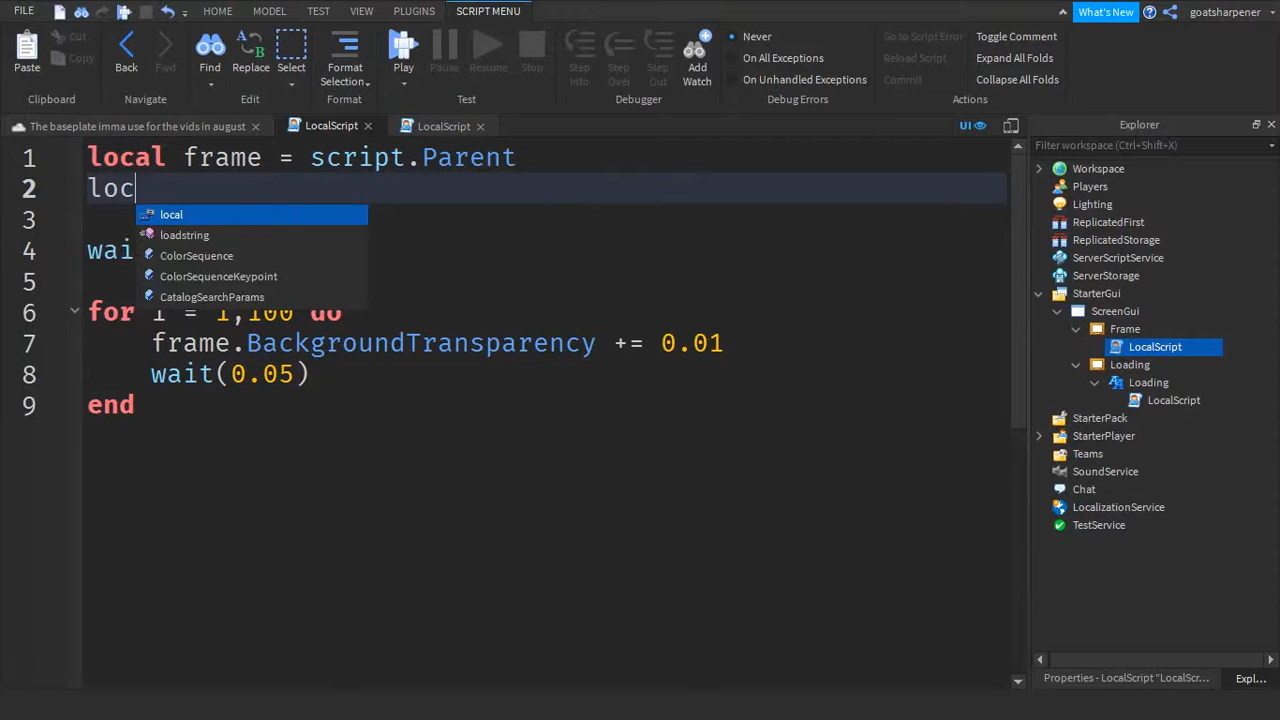 FILE HOME MODEL TEST VIEW PLUGINS SCRIPT MENU What's New goatsharpener
Paste Cut Copy Back Fwd Find Replace Select Format Selection Play Pause Resume Stop Step Into Step Over Step Out Add Watch
Never
On All Exceptions
On Unhandled Exceptions
Go to Script Error
Reload Script
Commit
Toggle Comment
Expand All Folds
Collapse All Folds
Clipboard Navigate Edit Format Test Debugger Debug Errors Actions
The baseplate imma use for the vids in august LocalScript LocalScript UI Explorer
1 local frame = script.Parent
2 loc
3
4 wai
5
6 for i = 1,100 do
7 frame.BackgroundTransparency += 0.01
8 wait(0.05)
9 end
local
loadstring
ColorSequence
ColorSequenceKeypoint
CatalogSearchParams
Filter workspace (Ctrl+Shift+X)
Workspace
Players
Lighting
ReplicatedFirst
ReplicatedStorage
ServerScriptService
ServerStorage
StarterGui
ScreenGui
Frame
LocalScript
Loading
Loading
LocalScript
StarterPack
StarterPlayer
Teams
SoundService
Chat
LocalizationService
TestService
Properties - LocalScript "LocalScr... Expl...